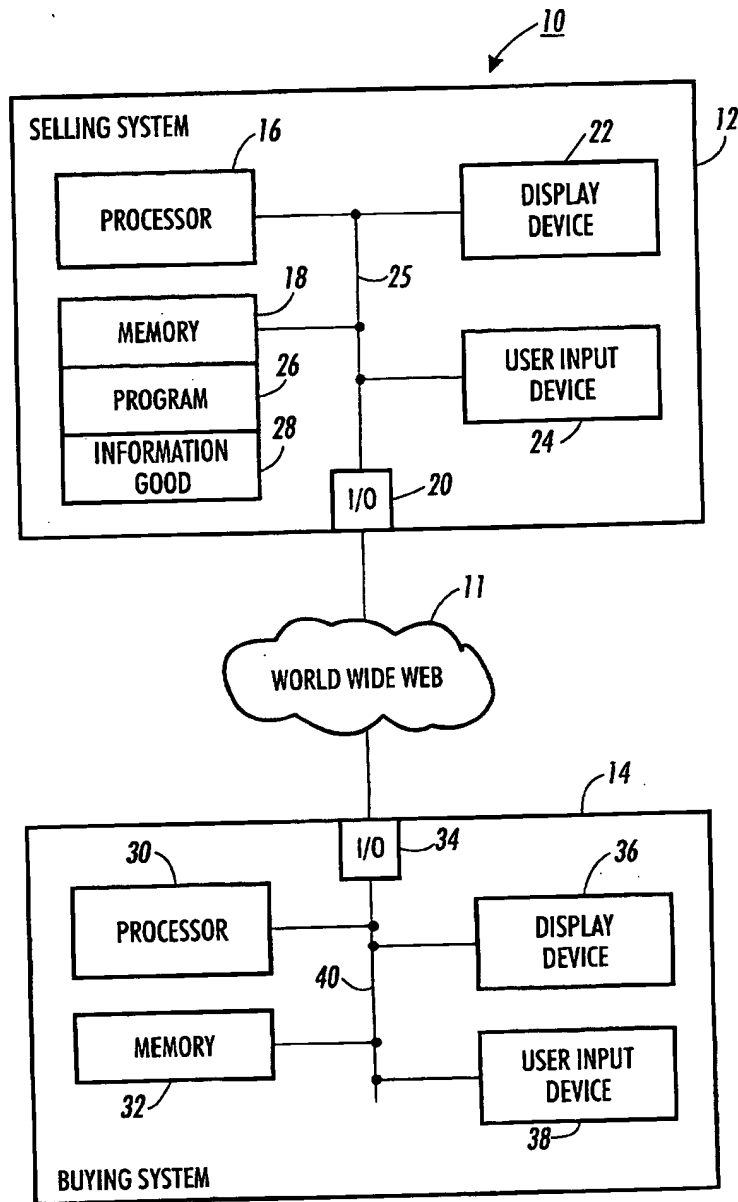 10
SELLING SYSTEM
12
16
22
PROCESSOR
DISPLAY
DEVICE
25
18
MEMORY
26
PROGRAM
USER INPUT
DEVICE
28
INFORMATION
GOOD
24
I/O
20
11
WORLD WIDE WEB
14
I/O
34
30
36
PROCESSOR
DISPLAY
DEVICE
40
MEMORY
32
USER INPUT
DEVICE
38
BUYING SYSTEM